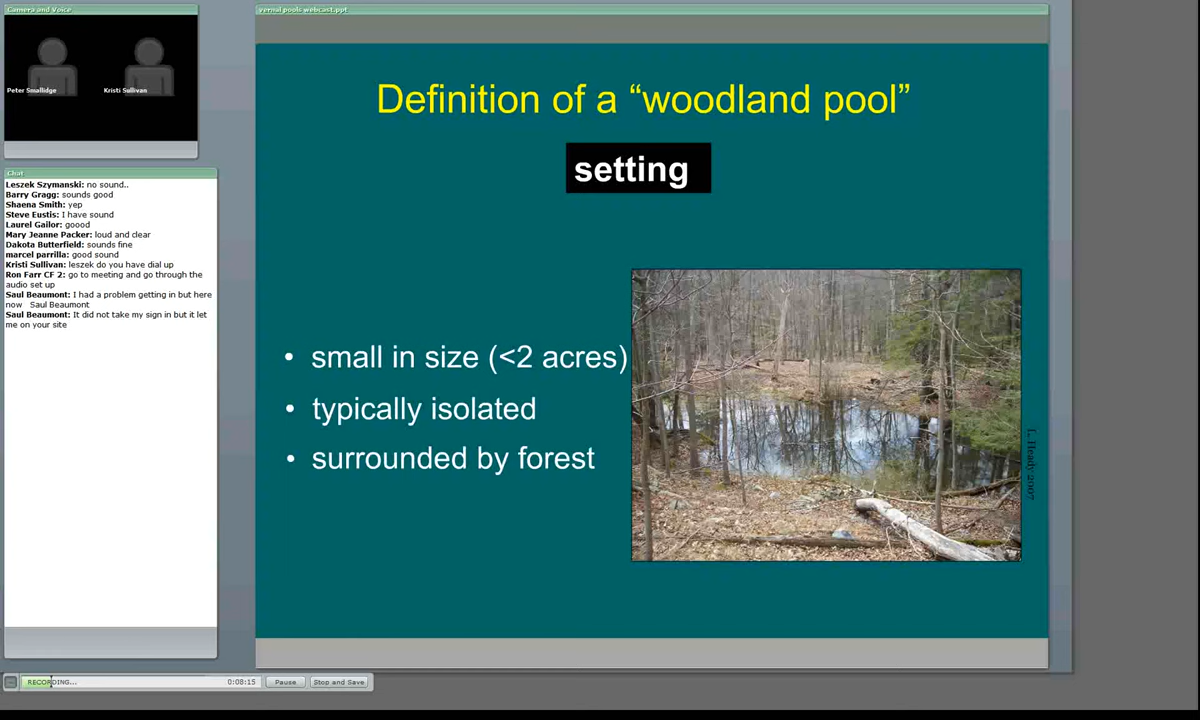 Camera and Voice
Peter Smallidge
Kristi Sullivan
Chat
Leszek Szymanski: no sound..
Barry Gragg: sounds good
Shaena Smith: yep
Steve Eustis: I have sound
Laurel Gailor: goood
Mary Jeanne Packer: loud and clear
Dakota Butterfield: sounds fine
marcel parrilla: good sound
Kristi Sullivan: leszek do you have dial up
Ron Farr CF 2: go to meeting and go through the
audio set up
Saul Beaumont: I had a problem getting in but here
now   Saul Beaumont
Saul Beaumont: It did not take my sign in but it let
me on your site
vernal pools webcast.ppt
Definition of a “woodland pool”
setting
• small in size (<2 acres)
• typically isolated
• surrounded by forest
L. Heady 2007
RECORDING...
0:08:15
Pause
Stop and Save